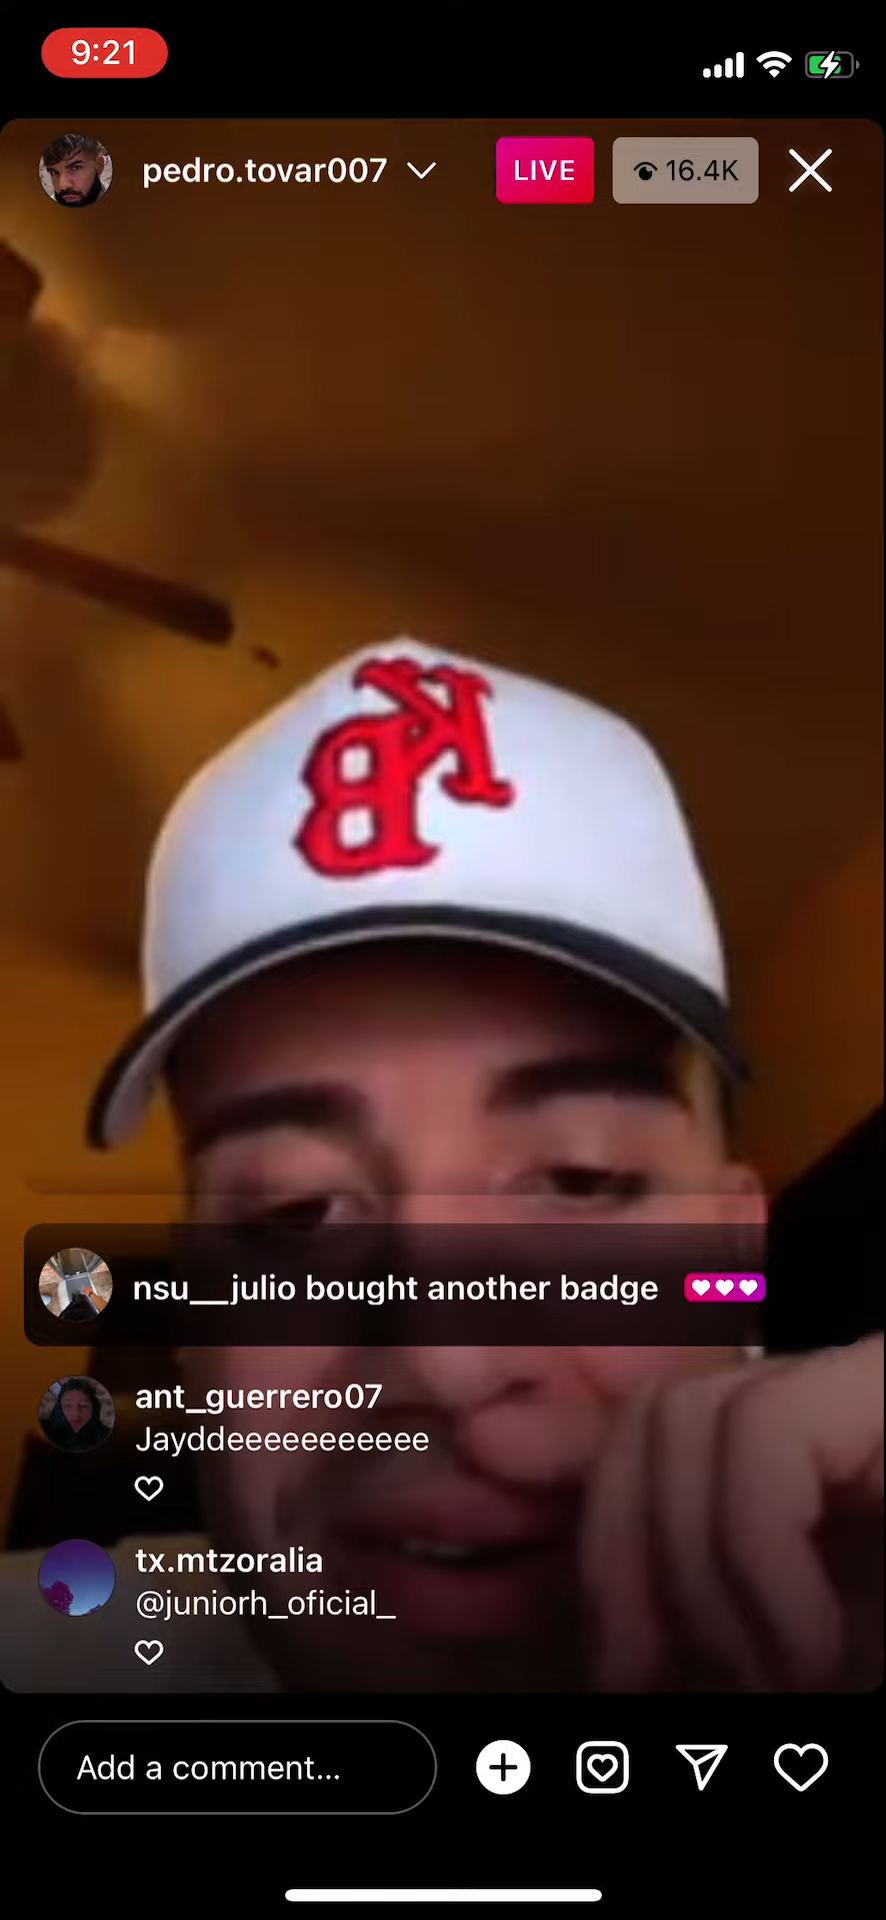 9:21
pedro.tovar007
LIVE
16.4K
KB
nsu__julio bought another badge
ant_guerrero07
Jayddeeeeeeeeeee
tx.mtzoralia
@juniorh_oficial_
Add a comment...